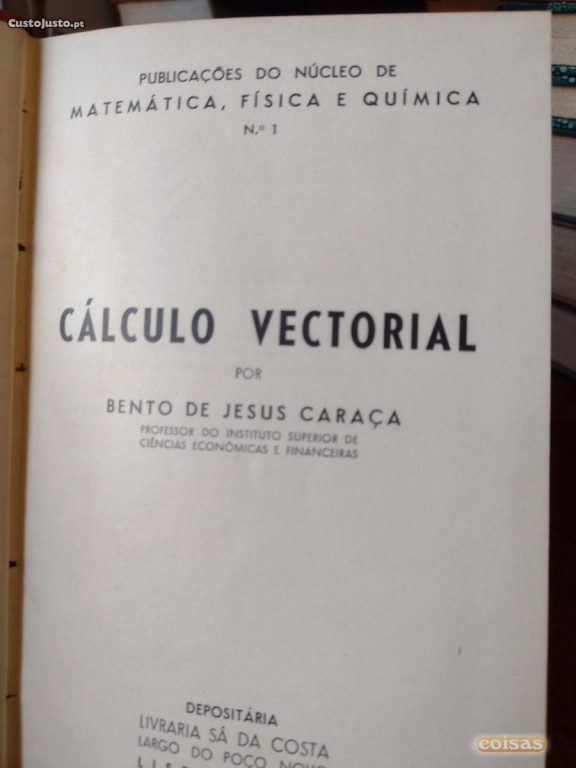 CustoJusto.pt
PUBLICAÇÕES DO NÚCLEO DE
MATEMÁTICA, FÍSICA E QUÍMICA
N.º 1
CÁLCULO VECTORIAL
POR
BENTO DE JESUS CARAÇA
PROFESSOR DO INSTITUTO SUPERIOR DE
CIÊNCIAS ECONÓMICAS E FINANCEIRAS
DEPOSITÁRIA
LIVRARIA SÁ DA COSTA
LARGO DO POÇO
coisas